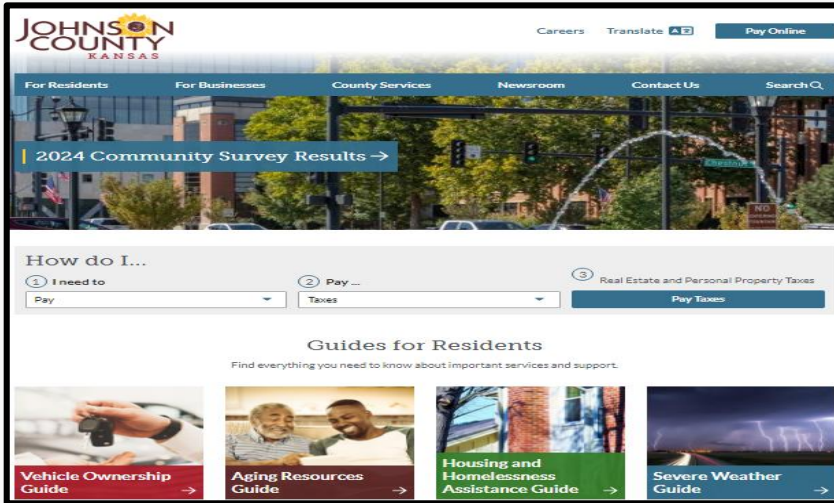 JOHNSON
COUNTY
KANSAS
Careers Translate Pay Online
For Residents For Businesses County Services Newsroom Contact Us Search
2024 Community Survey Results →
Chestnut
NO
How do I...
1 I need to 2 Pay ... 3 Real Estate and Personal Property Taxes
Pay Taxes Pay Taxes
Guides for Residents
Find everything you need to know about important services and support.
Vehicle Ownership
Guide →
Aging Resources
Guide →
Housing and
Homelessness
Assistance Guide →
Severe Weather
Guide →